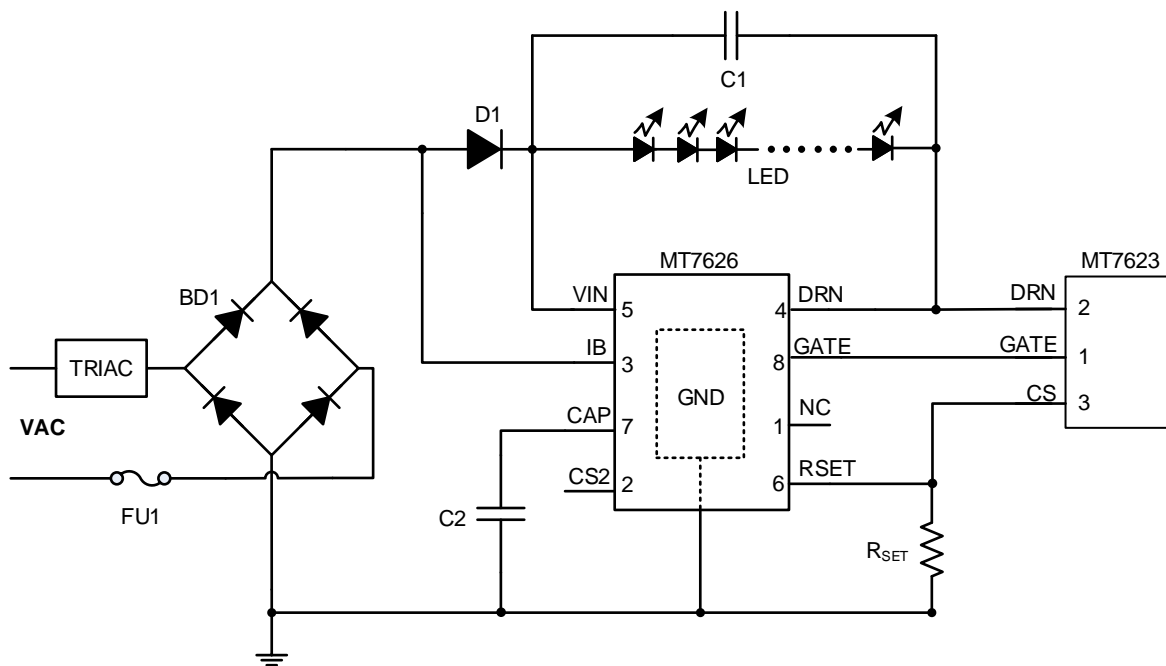 C1
D1
LED
MT7626
MT7623
BD1
VIN
5
4
DRN
DRN
2
IB
3
8
GATE
GATE
1
TRIAC
GND
CS
3
VAC
CAP
7
1
NC
CS2
2
6
RSET
FU1
C2
RSET